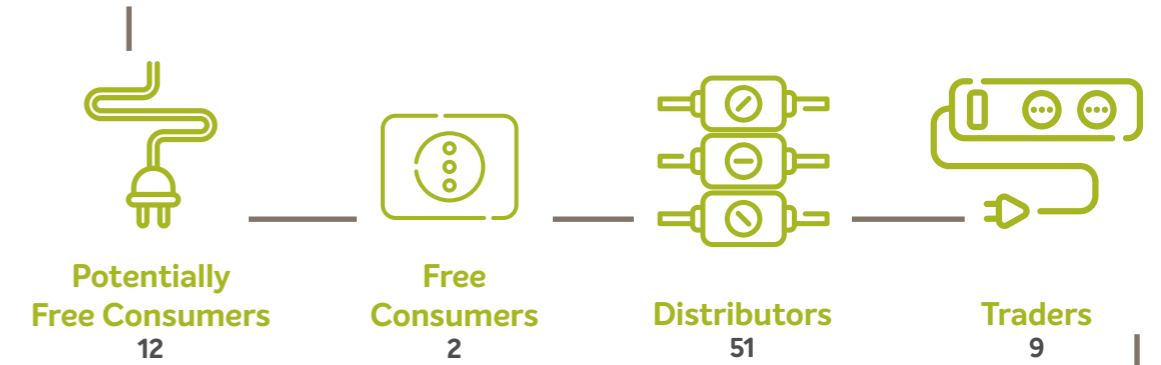 Potentially
Free Consumers
12
Free
Consumers
2
Distributors
51
Traders
9